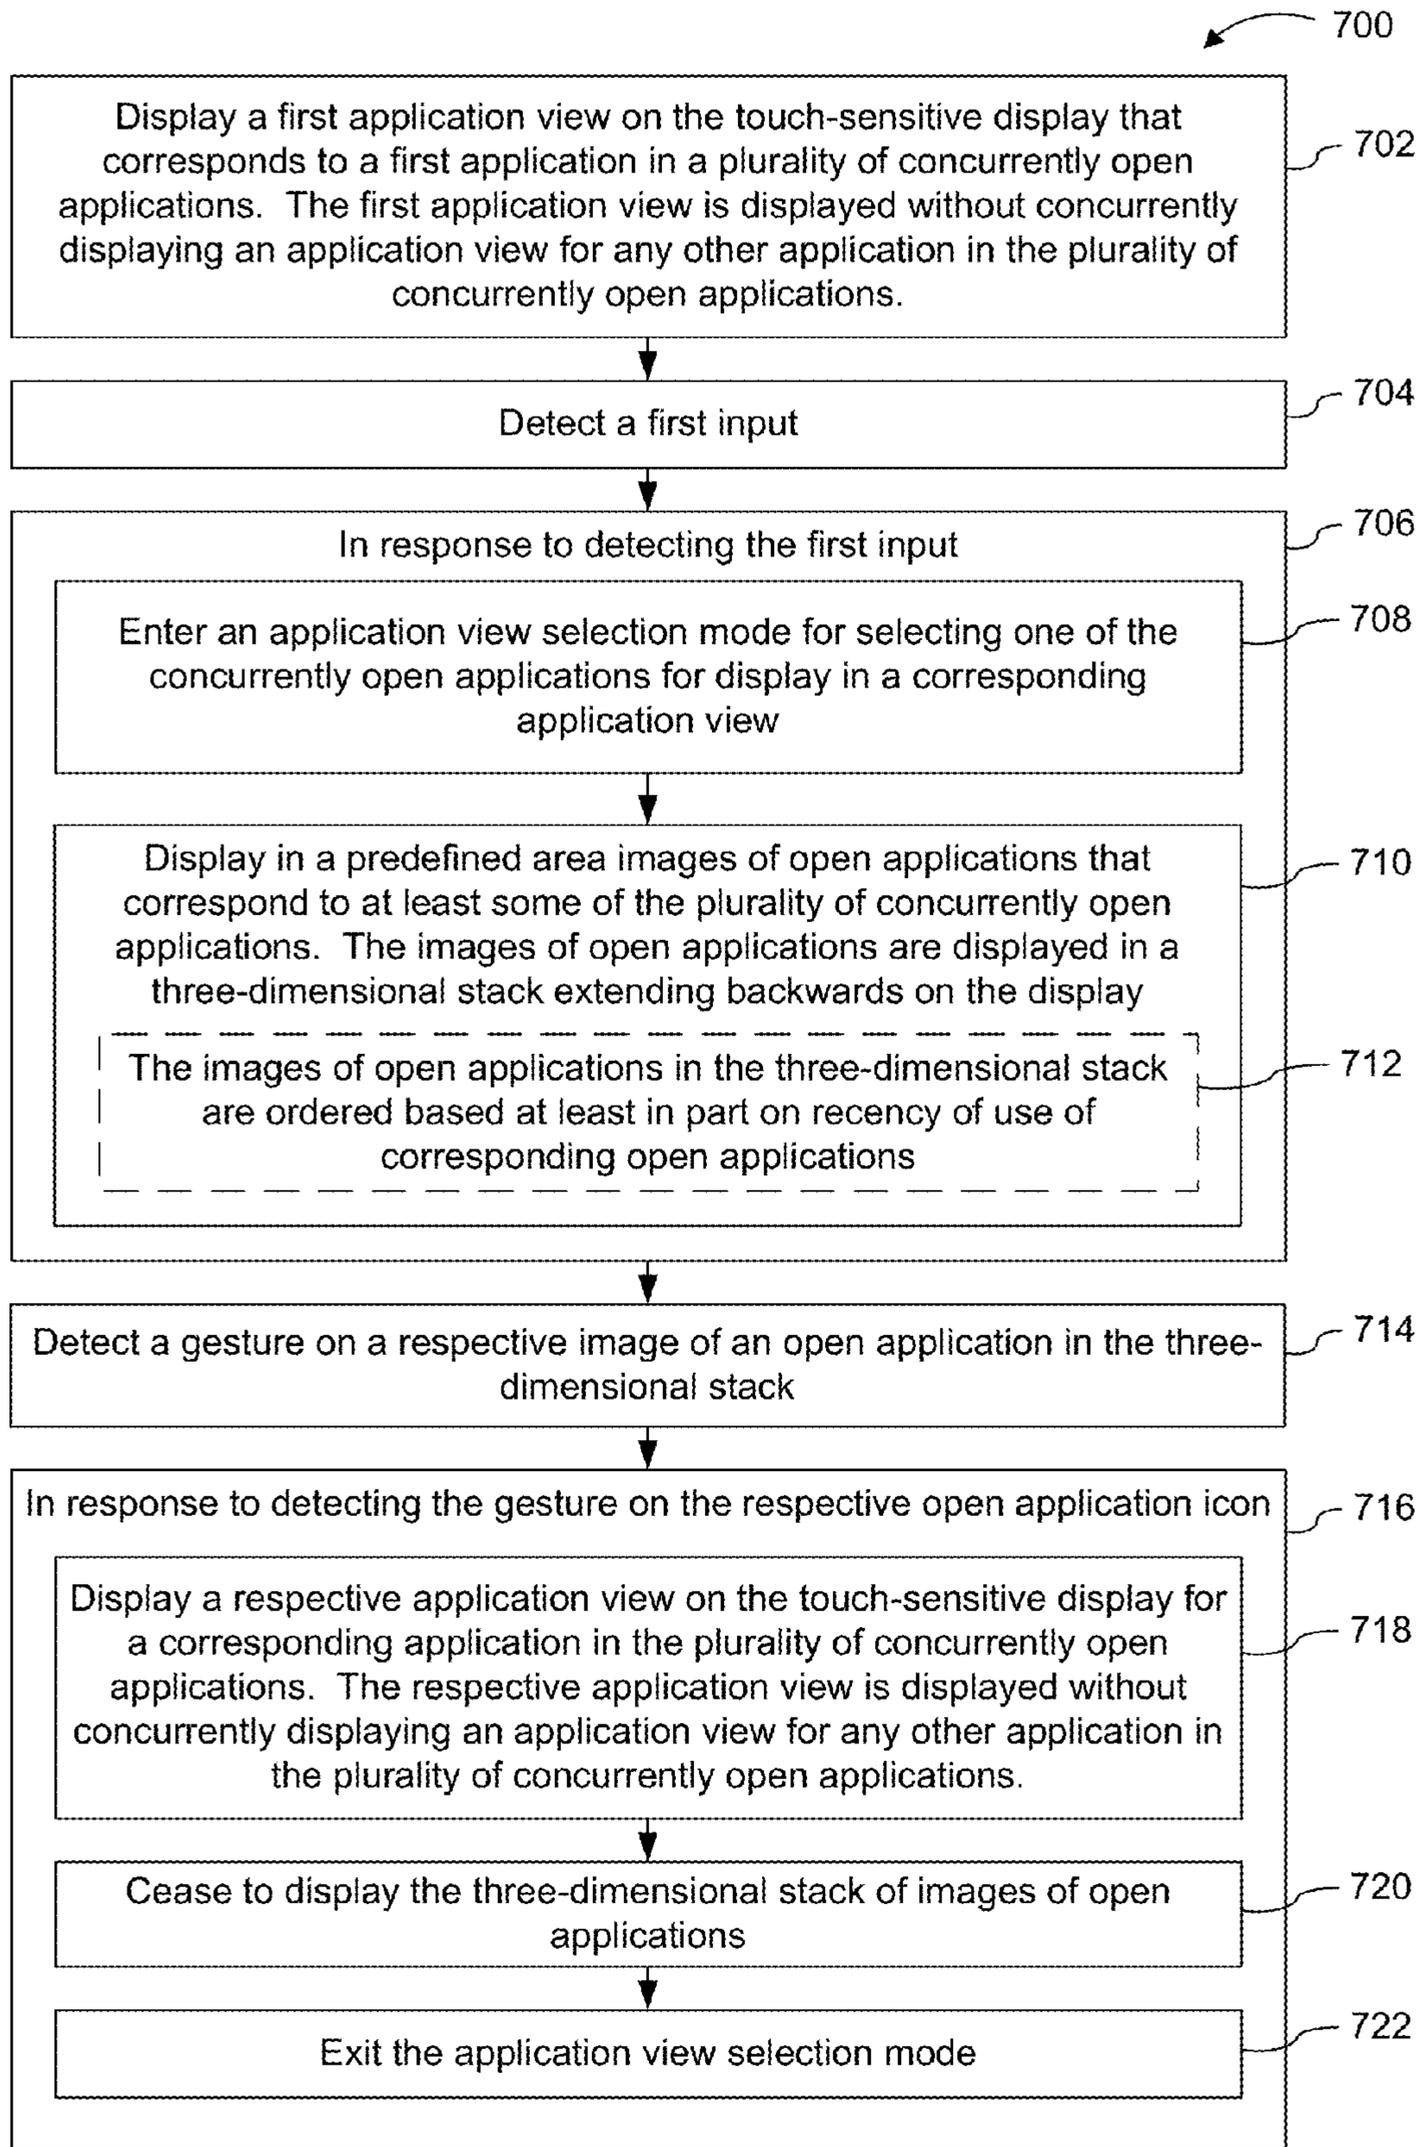 700
Display a first application view on the touch-sensitive display that
corresponds to a first application in a plurality of concurrently open
applications.  The first application view is displayed without concurrently
displaying an application view for any other application in the plurality of
concurrently open applications.
702
Detect a first input
704
In response to detecting the first input
706
Enter an application view selection mode for selecting one of the
concurrently open applications for display in a corresponding
application view
708
Display in a predefined area images of open applications that
correspond to at least some of the plurality of concurrently open
applications.  The images of open applications are displayed in a
three-dimensional stack extending backwards on the display
710
The images of open applications in the three-dimensional stack
are ordered based at least in part on recency of use of
corresponding open applications
712
Detect a gesture on a respective image of an open application in the three-
dimensional stack
714
In response to detecting the gesture on the respective open application icon
716
Display a respective application view on the touch-sensitive display for
a corresponding application in the plurality of concurrently open
applications.  The respective application view is displayed without
concurrently displaying an application view for any other application in
the plurality of concurrently open applications.
718
Cease to display the three-dimensional stack of images of open
applications
720
Exit the application view selection mode
722